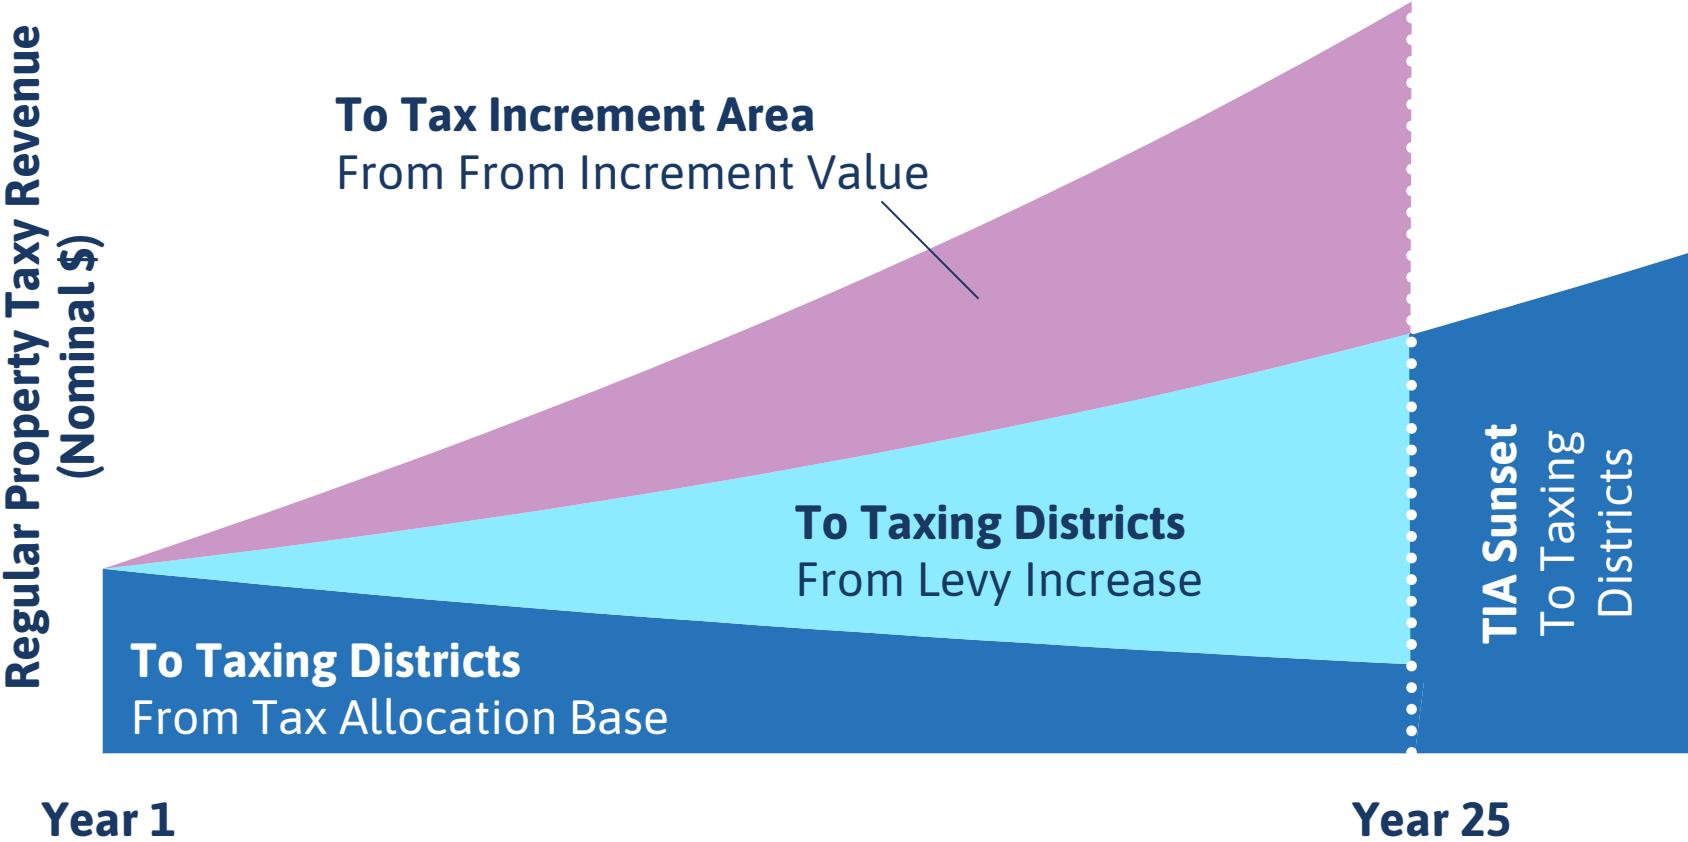 Regular Property Taxy Revenue
(Nominal $)
To Tax Increment Area
From From Increment Value
To Taxing Districts
From Levy Increase
To Taxing Districts
From Tax Allocation Base
TIA Sunset
To Taxing
Districts
Year 1
Year 25